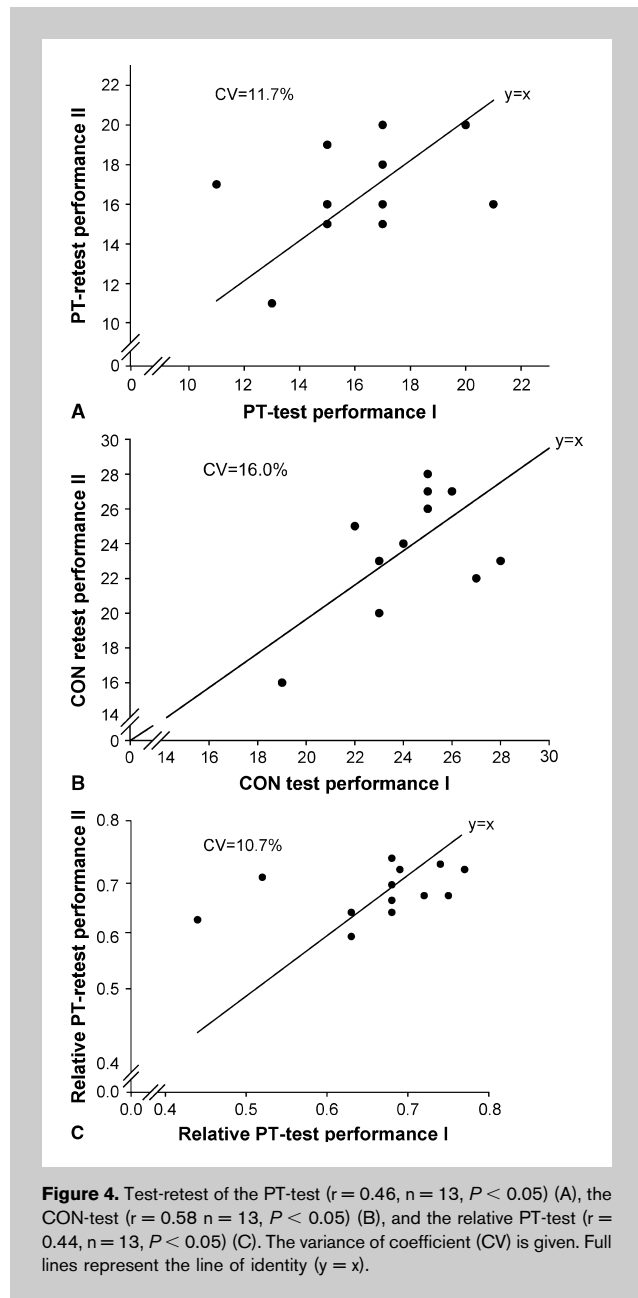 CV=11.7%
y=x
PT-retest performance II
22
20
18
16
14
12
10
0
0 10 12 14 16 18 20 22
A PT-test performance I
CV=16.0%
y=x
CON retest performance II
30
28
26
24
22
20
18
16
14
0
0 14 16 18 20 22 24 26 28 30
B CON test performance I
CV=10.7%
y=x
Relative PT-retest performance II
0.8
0.7
0.6
0.5
0.4
0.0
0.0 0.4 0.5 0.6 0.7 0.8
C Relative PT-test performance I
Figure 4. Test-retest of the PT-test (r = 0.46, n = 13, P < 0.05) (A), the
CON-test (r = 0.58 n = 13, P < 0.05) (B), and the relative PT-test (r =
0.44, n = 13, P < 0.05) (C). The variance of coefficient (CV) is given. Full
lines represent the line of identity (y = x).